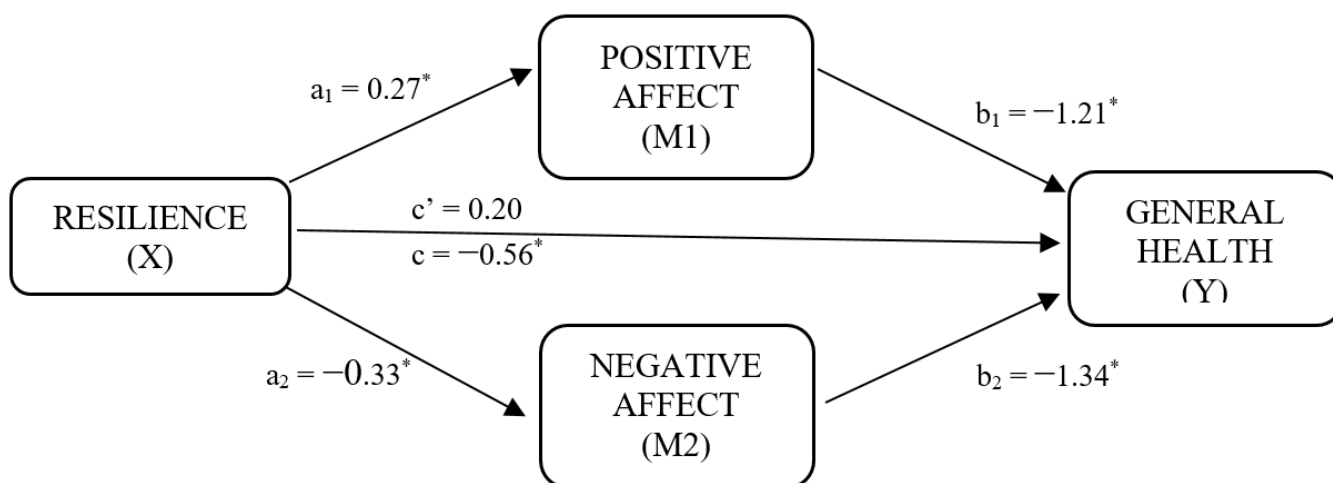 POSITIVE
AFFECT
(M1)
a₁ = 0.27*
b₁ = −1.21*
RESILIENCE
(X)
c’ = 0.20
c = −0.56*
GENERAL
HEALTH
(Y)
a₂ = −0.33*
NEGATIVE
AFFECT
(M2)
b₂ = −1.34*